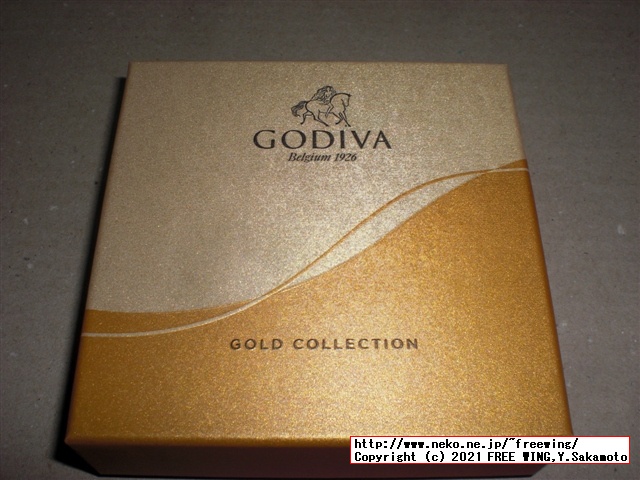 GODIVA
Belgium 1926
GOLD COLLECTION
http://www.neko.ne.jp/~freewing/
Copyright (c) 2021 FREE WING,Y.Sakamoto